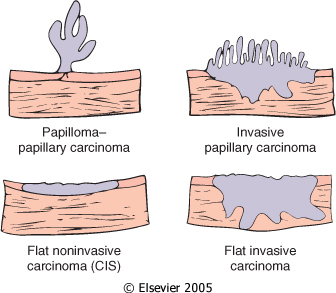 Papilloma–
papillary carcinoma
Invasive
papillary carcinoma
Flat noninvasive
carcinoma (CIS)
Flat invasive
carcinoma
© Elsevier 2005